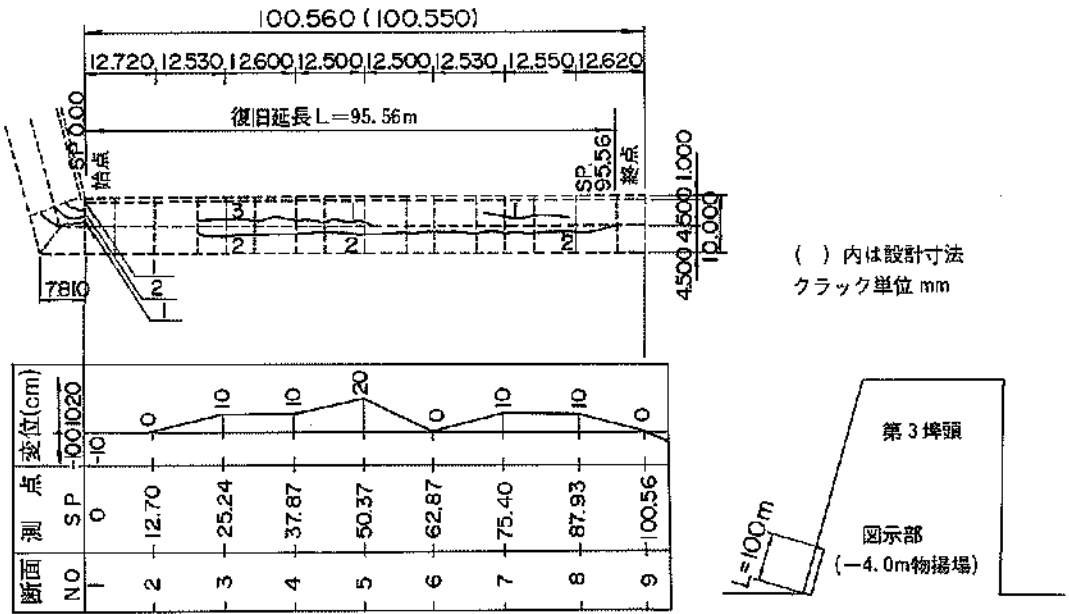 100.560 (100.550)
12.720 12.530 12.600 12.500 12.500 12.530 12.550 12.620
復旧延長 L=95.56m
SP 0.00
始点
SP.
95.561
終点
4.500 4.500 1.000
10.000
3
1
2
2
2
7810
1
2
1
( ) 内は設計寸法
クラック単位 mm
変位(cm)
-10 0 10 20
-10
0
10
10
20
0
10
10
0
測点
SP
0
12.70
25.24
37.87
50.37
62.87
75.40
87.93
100.56
断面
NO
1
2
3
4
5
6
7
8
9
第3埠頭
図示部
(-4.0m物揚場)
L=100m